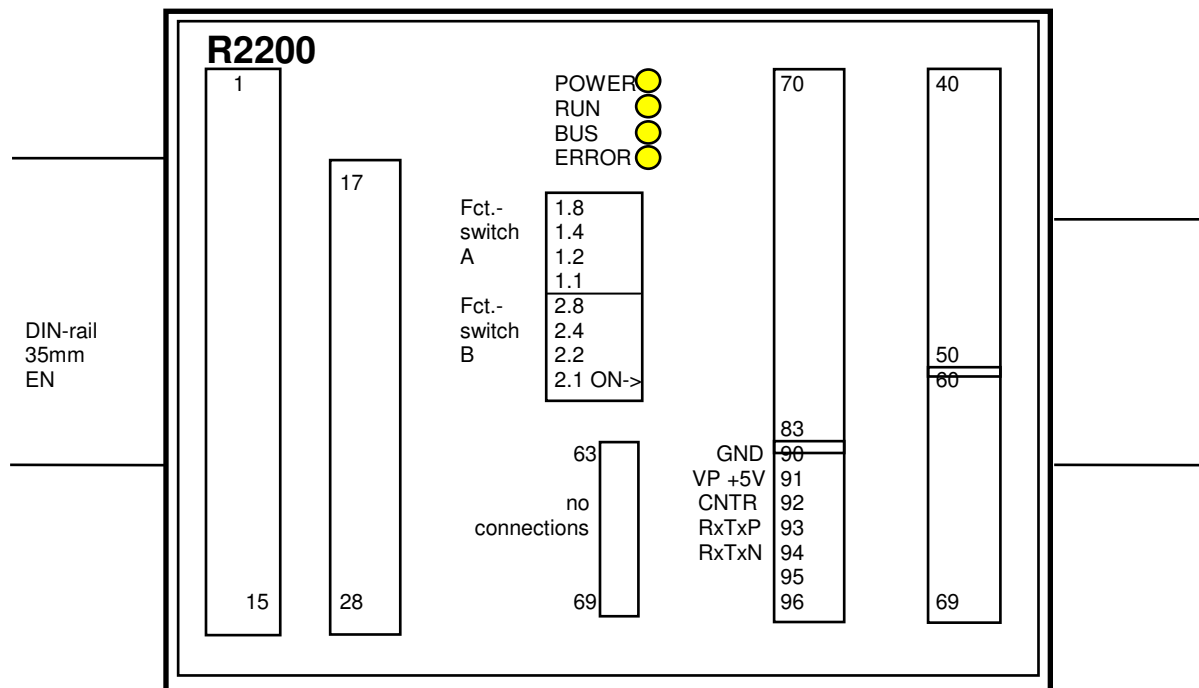 R2200
1
15
17
28
DIN-rail
35mm
EN
POWER
RUN
BUS
ERROR
Fct.-
switch
A
1.8
1.4
1.2
1.1
Fct.-
switch
B
2.8
2.4
2.2
2.1 ON->
63
no
connections
69
70
83
GND 90
VP +5V 91
CNTR 92
RxTxP 93
RxTxN 94
95
96
40
50
60
69